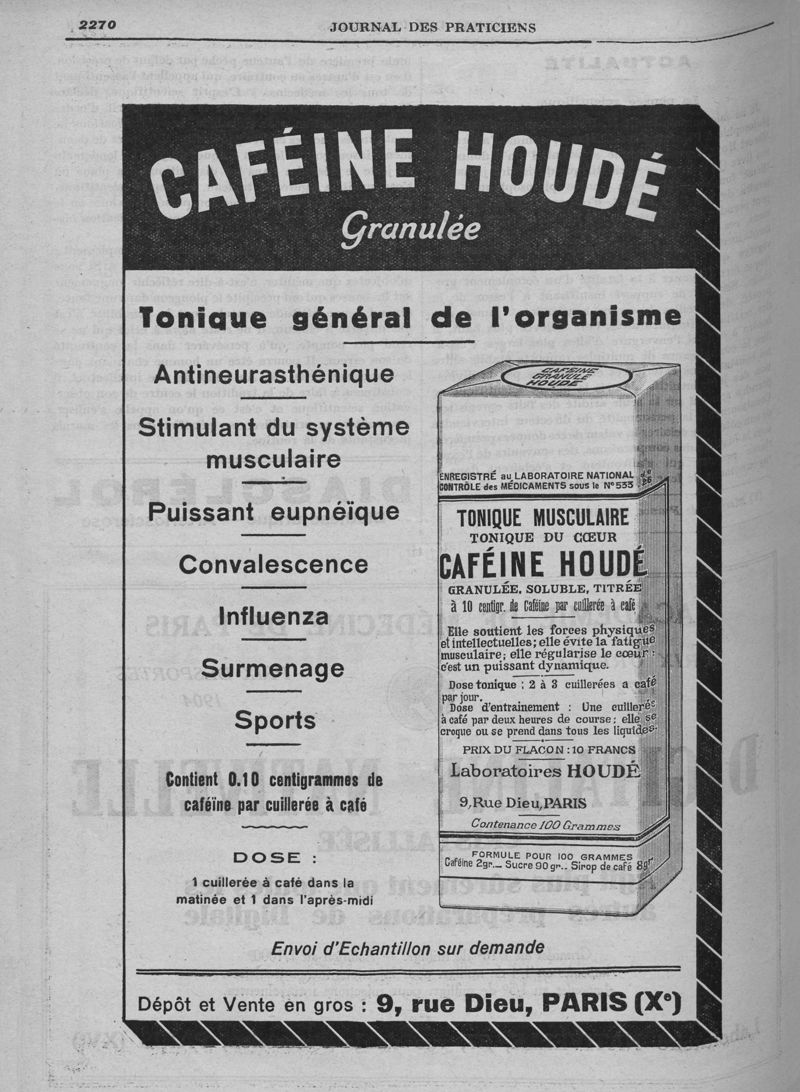 2270
JOURNAL DES PRATICIENS
CAFÉINE HOUDÉ
Granulée
Tonique général de l'organisme
Antineurasthénique
Stimulant du système
musculaire
Puissant eupnéïque
Convalescence
Influenza
Surmenage
Sports
Contient 0.10 centigrammes de
caféïne par cuillerée à café
DOSE :
1 cuillerée à café dans la
matinée et 1 dans l'après-midi
CAFÉINE
GRANULÉE
HOUDÉ
ENREGISTRÉ au LABORATOIRE NATIONAL de
CONTRÔLE des MÉDICAMENTS sous le N° 533
TONIQUE MUSCULAIRE
TONIQUE DU CŒUR
CAFÉINE HOUDÉ
GRANULÉE, SOLUBLE, TITRÉE
à 10 centigr. de Caféine par cuillerée à café
Elle soutient les forces physiques
et intellectuelles; elle évite la fatigue
musculaire; elle régularise le cœur :
c'est un puissant dynamique.
Dose tonique : 2 à 3 cuillerées a café
par jour.
Dose d'entrainement : Une cuillerée
à café par deux heures de course; elle se
croque ou se prend dans tous les liquides.
PRIX DU FLACON : 10 FRANCS
Laboratoires HOUDÉ
9, Rue Dieu, PARIS
Contenance 100 Grammes
FORMULE POUR 100 GRAMMES
Caféine 2gr.._ Sucre 90 gr.. Sirop de café 8gr.
Envoi d'Echantillon sur demande
Dépôt et Vente en gros : 9, rue Dieu, PARIS (Xe)